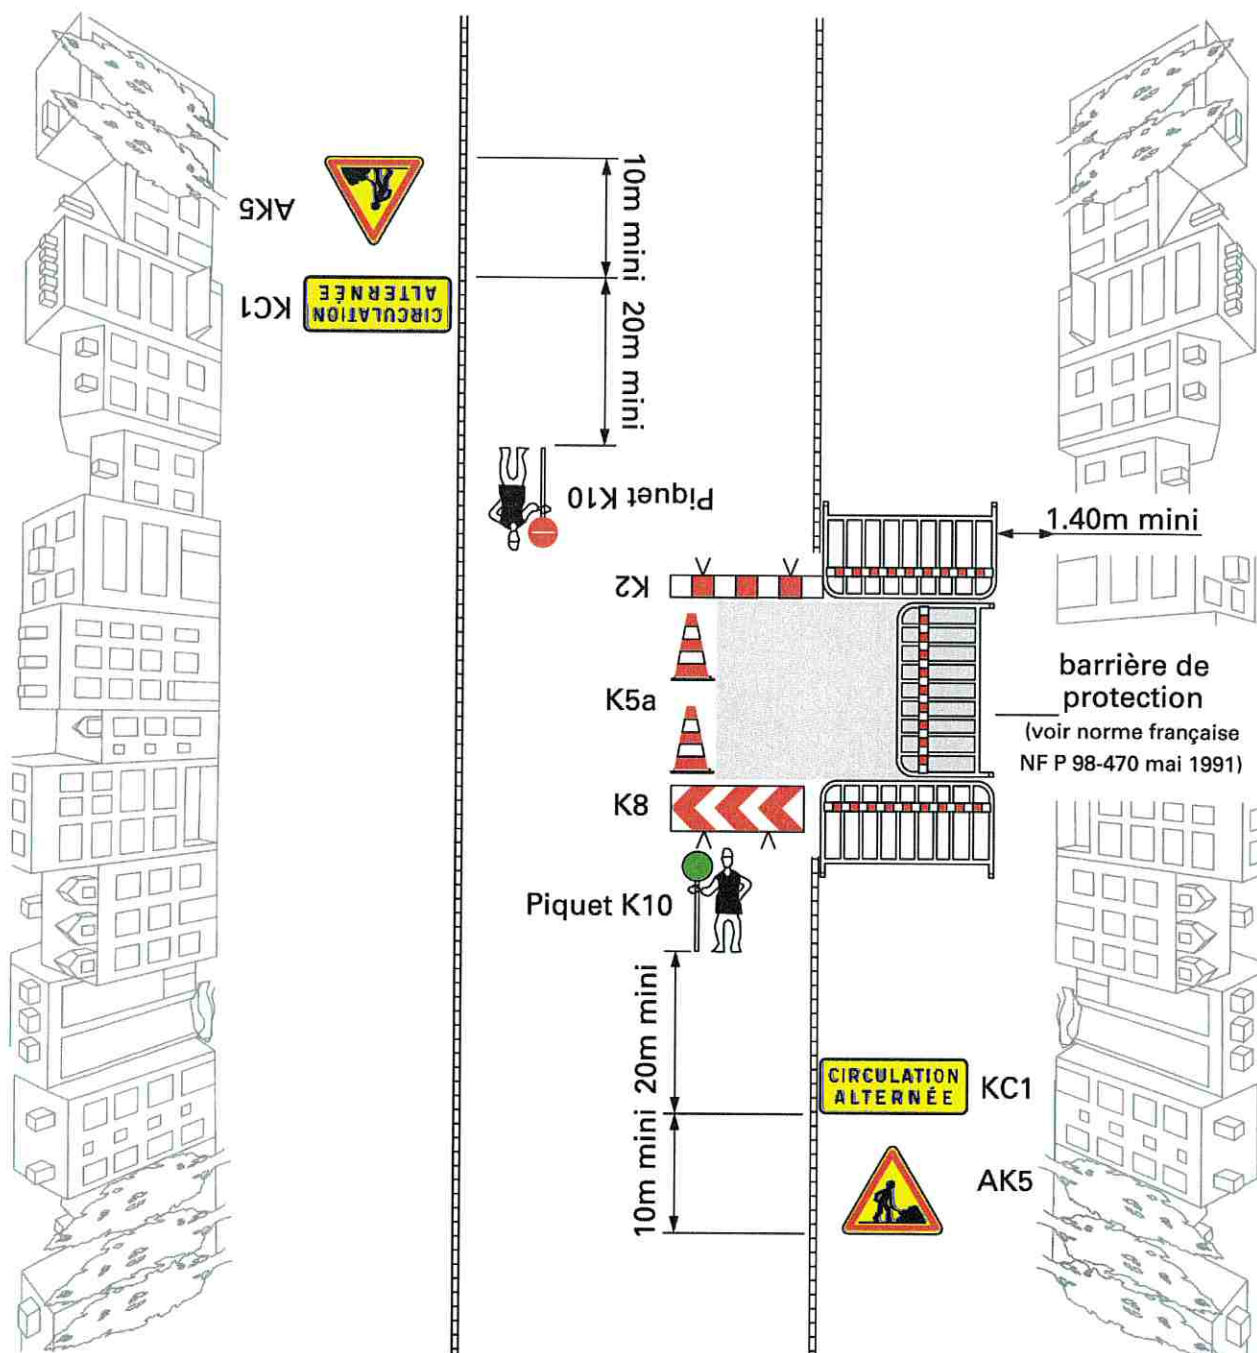 10m mini
AK5
CIRCULATION
ALTERNÉE
KC1
20m mini
Piquet K10
1.40m mini
K2
barrière de
protection
(voir norme française
NF P 98-470 mai 1991)
K5a
K8
Piquet K10
20m mini
CIRCULATION
ALTERNÉE
KC1
10m mini
AK5